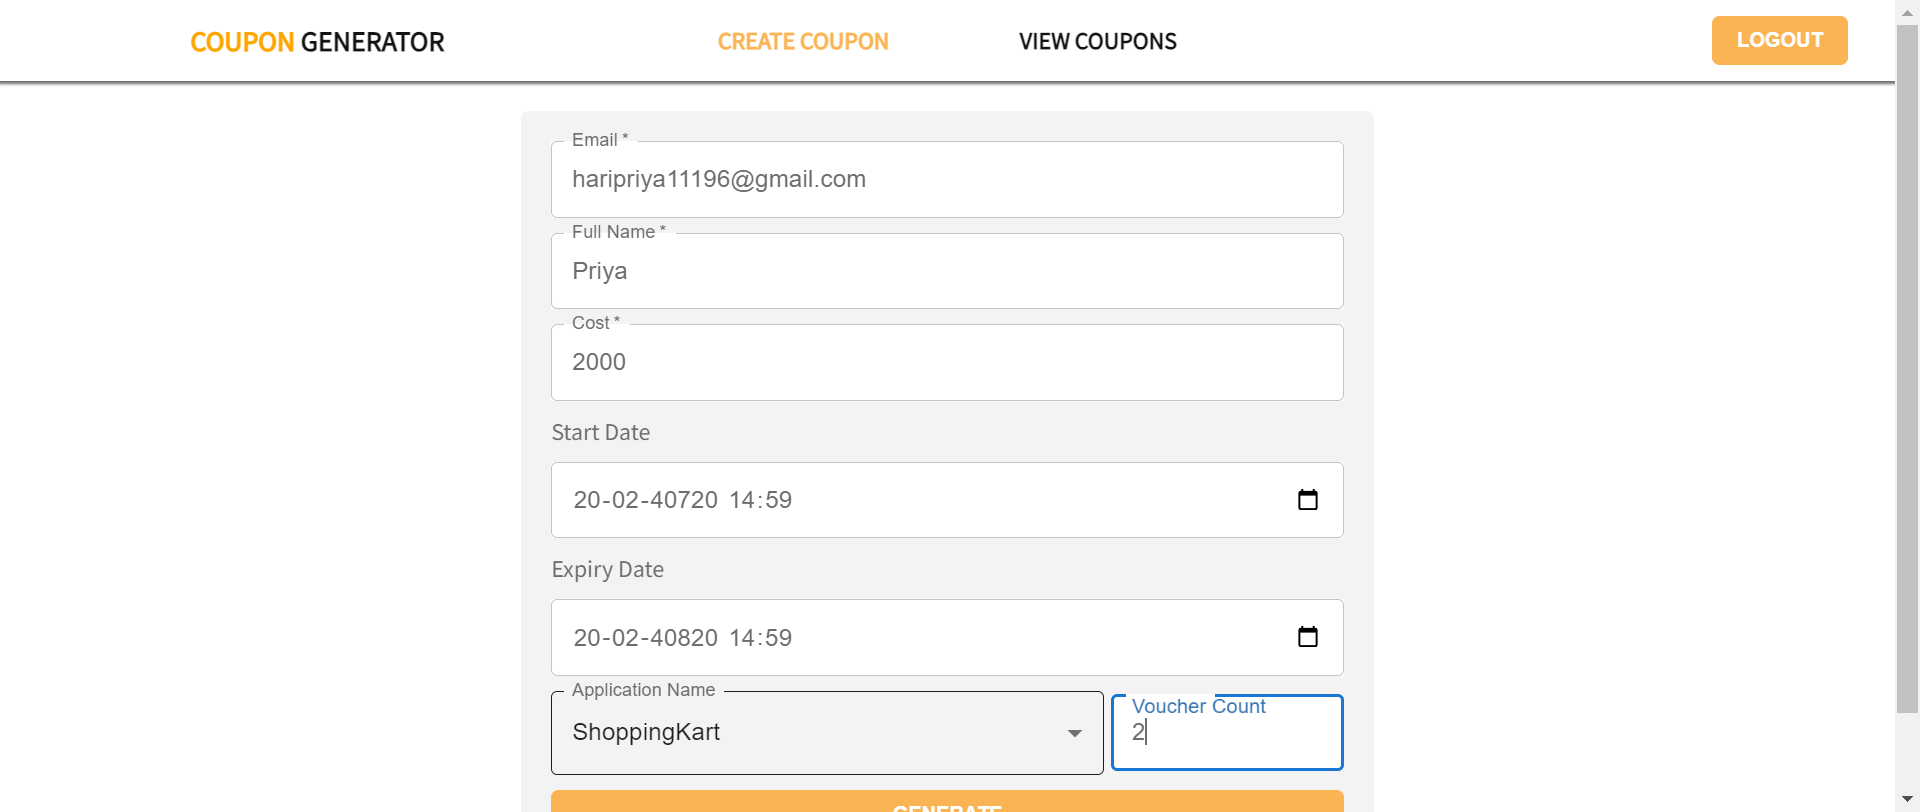 COUPON GENERATOR CREATE COUPON VIEW COUPONS LOGOUT
Email *
haripriya11196@gmail.com
Full Name *
Priya
Cost *
2000
Start Date
20-02-40720 14:59
Expiry Date
20-02-40820 14:59
Application Name
ShoppingKart
Voucher Count
2
GENERATE